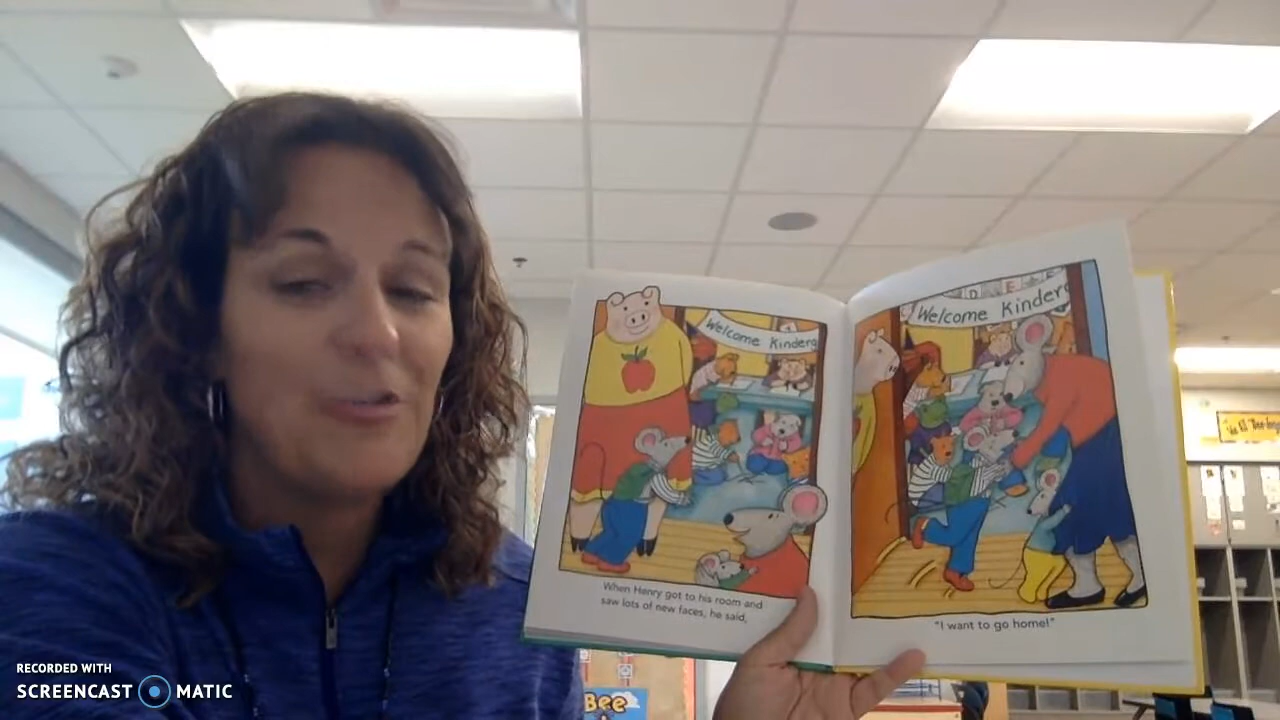 Welcome Kinderg
Welcome Kinderg
When Henry got to his room and
saw lots of new faces, he said,
"I want to go home!"
Bee
RECORDED WITH
SCREENCAST MATIC